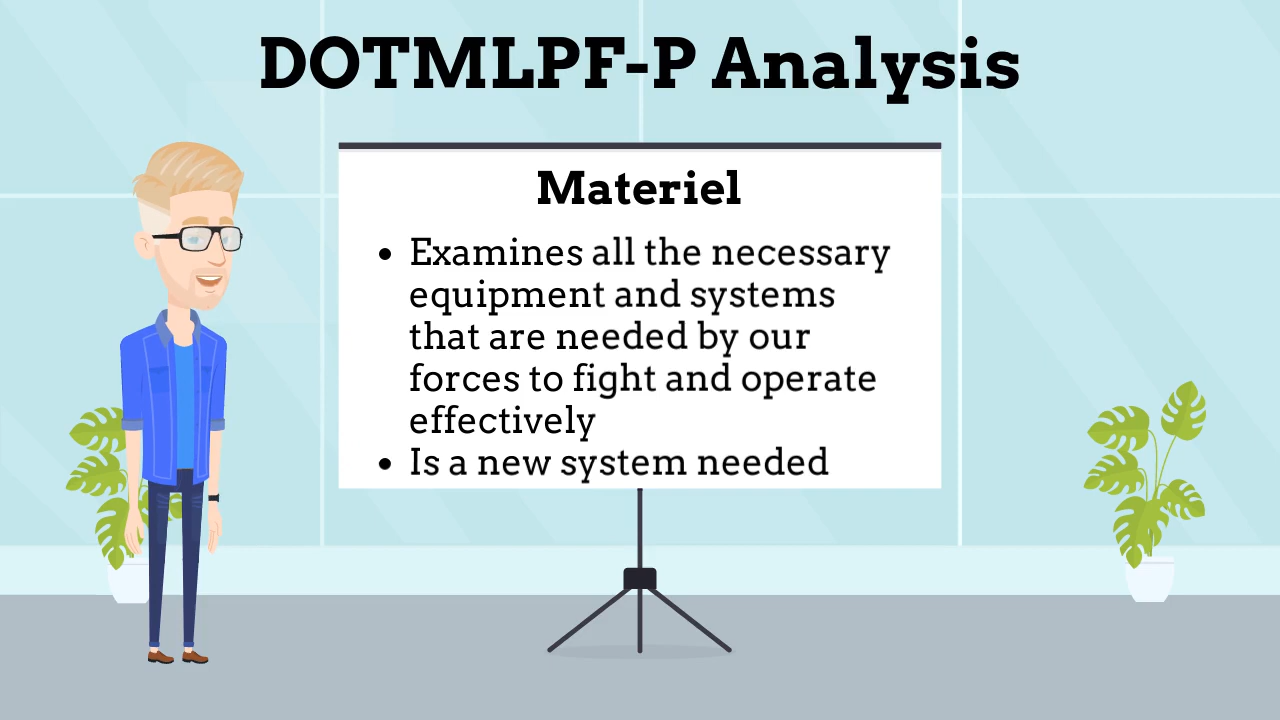 DOTMLPF-P Analysis
Materiel
• Examines all the necessary
equipment and systems
that are needed by our
forces to fight and operate
effectively
• Is a new system needed